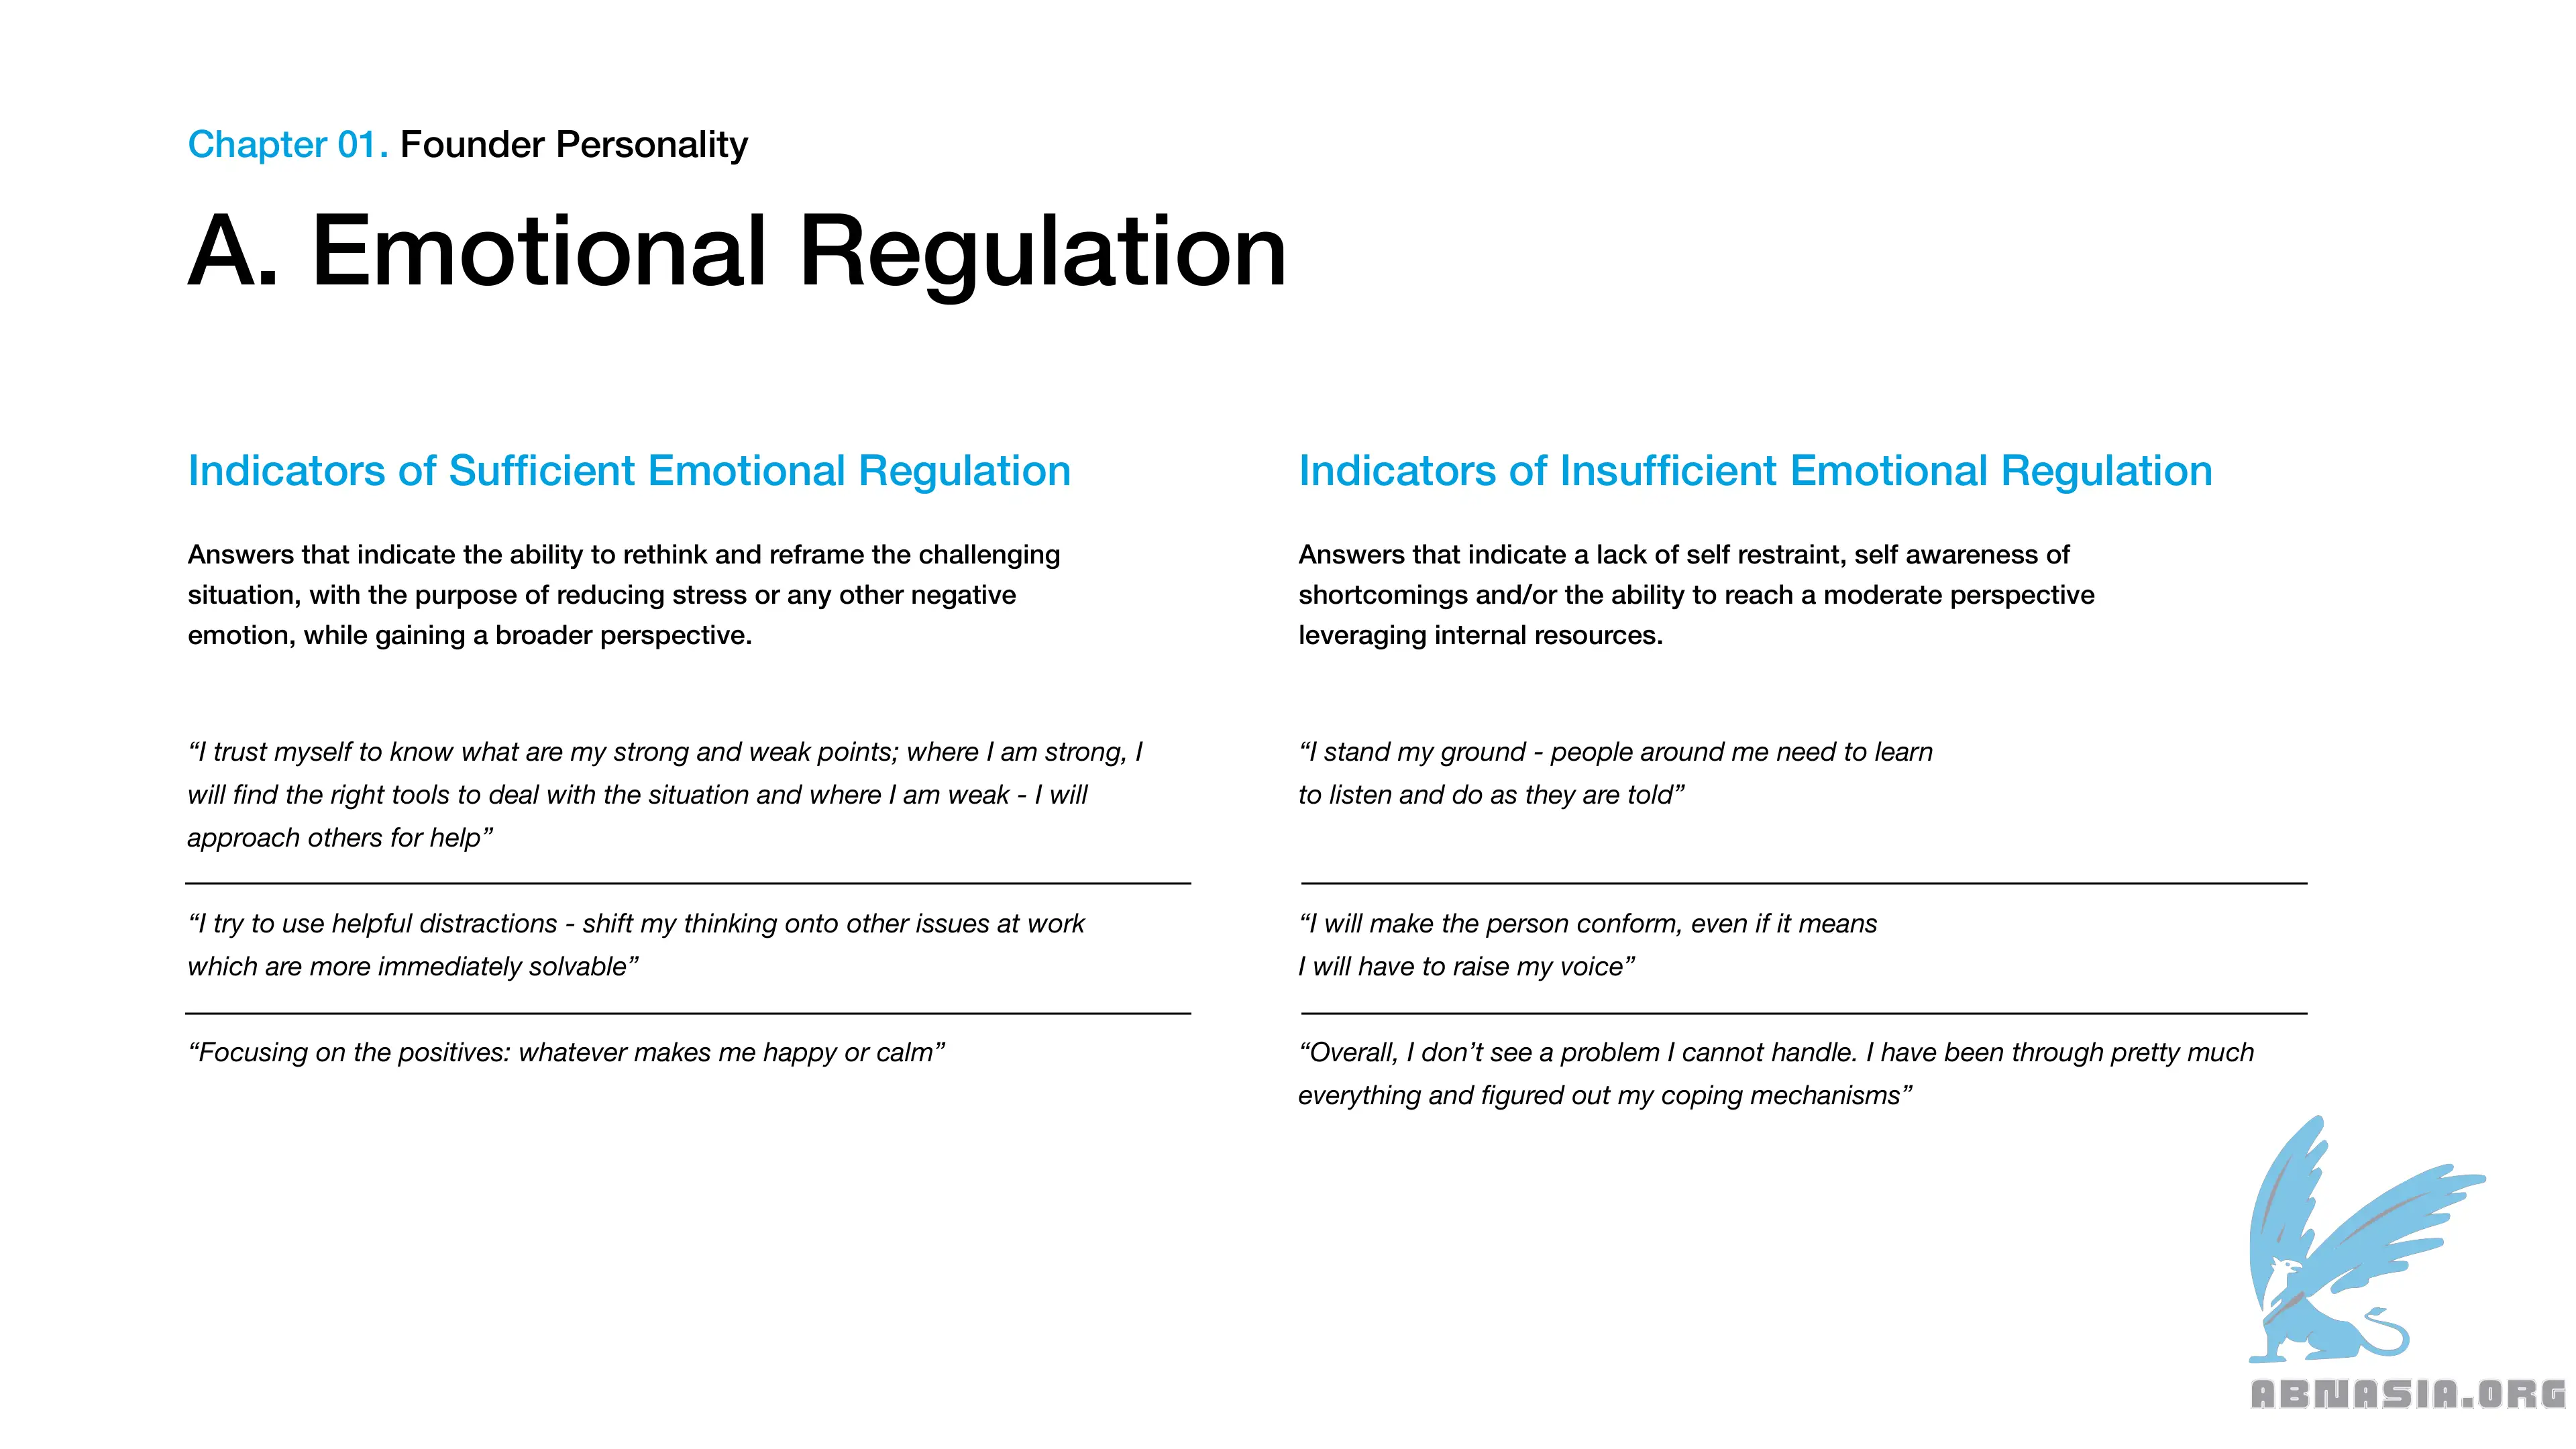 Chapter 01. Founder Personality
A. Emotional Regulation
Indicators of Sufficient Emotional Regulation
Answers that indicate the ability to rethink and reframe the challenging
situation, with the purpose of reducing stress or any other negative
emotion, while gaining a broader perspective.
“I trust myself to know what are my strong and weak points; where I am strong, I
will find the right tools to deal with the situation and where I am weak - I will
approach others for help”
“I try to use helpful distractions - shift my thinking onto other issues at work
which are more immediately solvable”
“Focusing on the positives: whatever makes me happy or calm”
Indicators of Insufficient Emotional Regulation
Answers that indicate a lack of self restraint, self awareness of
shortcomings and/or the ability to reach a moderate perspective
leveraging internal resources.
“I stand my ground - people around me need to learn
to listen and do as they are told”
“I will make the person conform, even if it means
I will have to raise my voice”
“Overall, I don’t see a problem I cannot handle. I have been through pretty much
everything and figured out my coping mechanisms”
ABNASIA.ORG